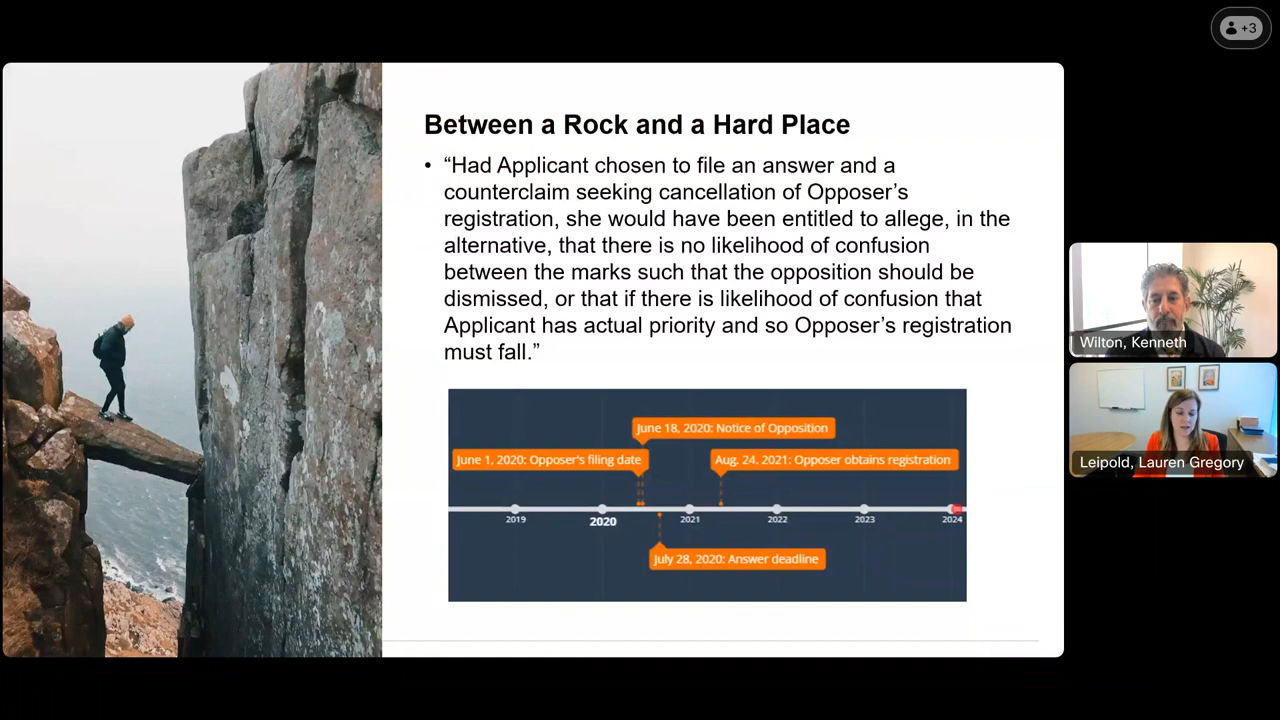 +3
Between a Rock and a Hard Place
• “Had Applicant chosen to file an answer and a
counterclaim seeking cancellation of Opposer’s
registration, she would have been entitled to allege, in the
alternative, that there is no likelihood of confusion
between the marks such that the opposition should be
dismissed, or that if there is likelihood of confusion that
Applicant has actual priority and so Opposer’s registration
must fall.”
June 18, 2020: Notice of Opposition
June 1, 2020: Opposer's filing date
Aug. 24. 2021: Opposer obtains registration
2019
2020
2021
2022
2023
2024
July 28, 2020: Answer deadline
Wilton, Kenneth
Leipold, Lauren Gregory